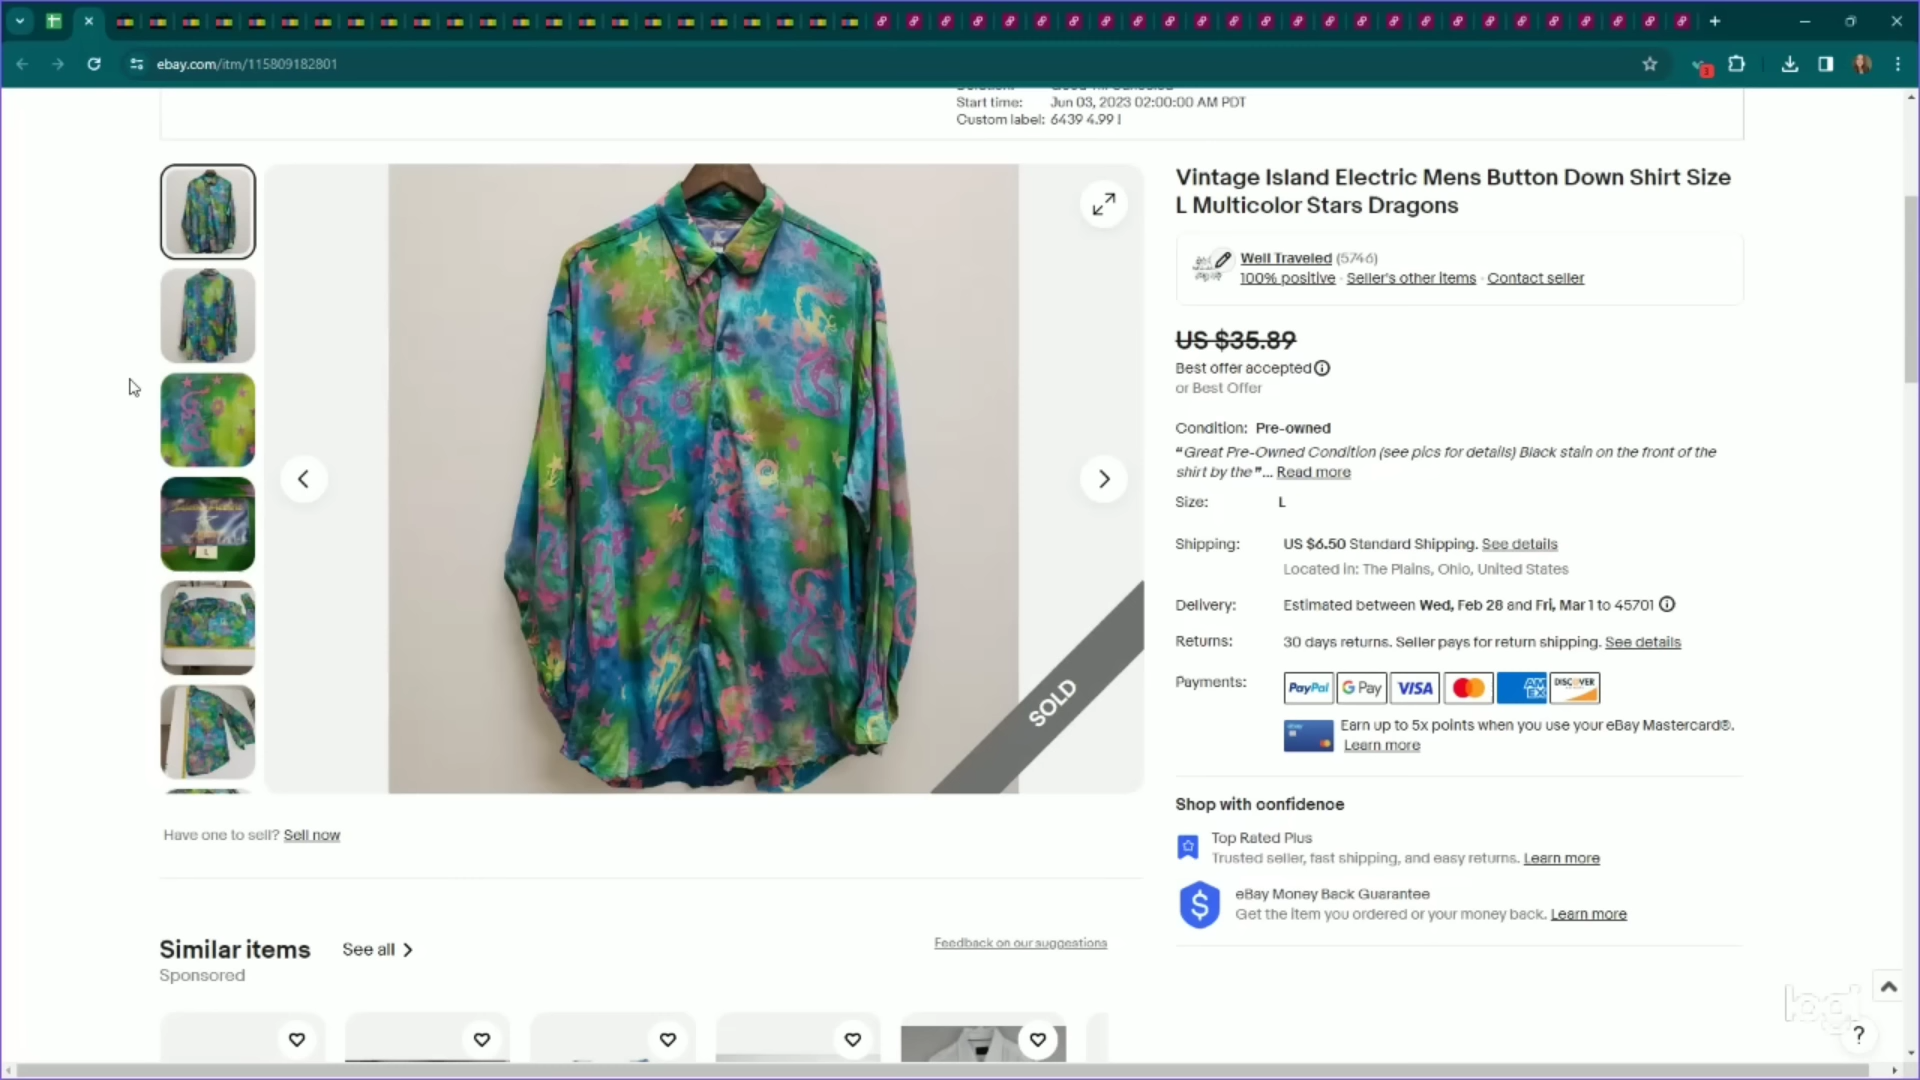 ebay.com/itm/115809182801
3
Start time: Jun 03, 2023 02:00:00 AM PDT
Custom label: 6439 4.99 I
Vintage Island Electric Mens Button Down Shirt Size
L Multicolor Stars Dragons
Well Traveled (5746)
100% positive · Seller's other items · Contact seller
US $35.89
Best offer accepted
or Best Offer
Condition: Pre-owned
“Great Pre-Owned Condition (see pics for details) Black stain on the front of the
shirt by the”... Read more
Size: L
Shipping: US $6.50 Standard Shipping. See details
Located in: The Plains, Ohio, United States
Delivery: Estimated between Wed, Feb 28 and Fri, Mar 1 to 45701
Returns: 30 days returns. Seller pays for return shipping. See details
Payments: PayPal G Pay VISA AMEX DISCOVER
Earn up to 5x points when you use your eBay Mastercard®.
Learn more
SOLD
L
Have one to sell? Sell now
Shop with confidence
Top Rated Plus
Trusted seller, fast shipping, and easy returns. Learn more
eBay Money Back Guarantee
Get the item you ordered or your money back. Learn more
Similar items See all
Feedback on our suggestions
Sponsored
logi
?